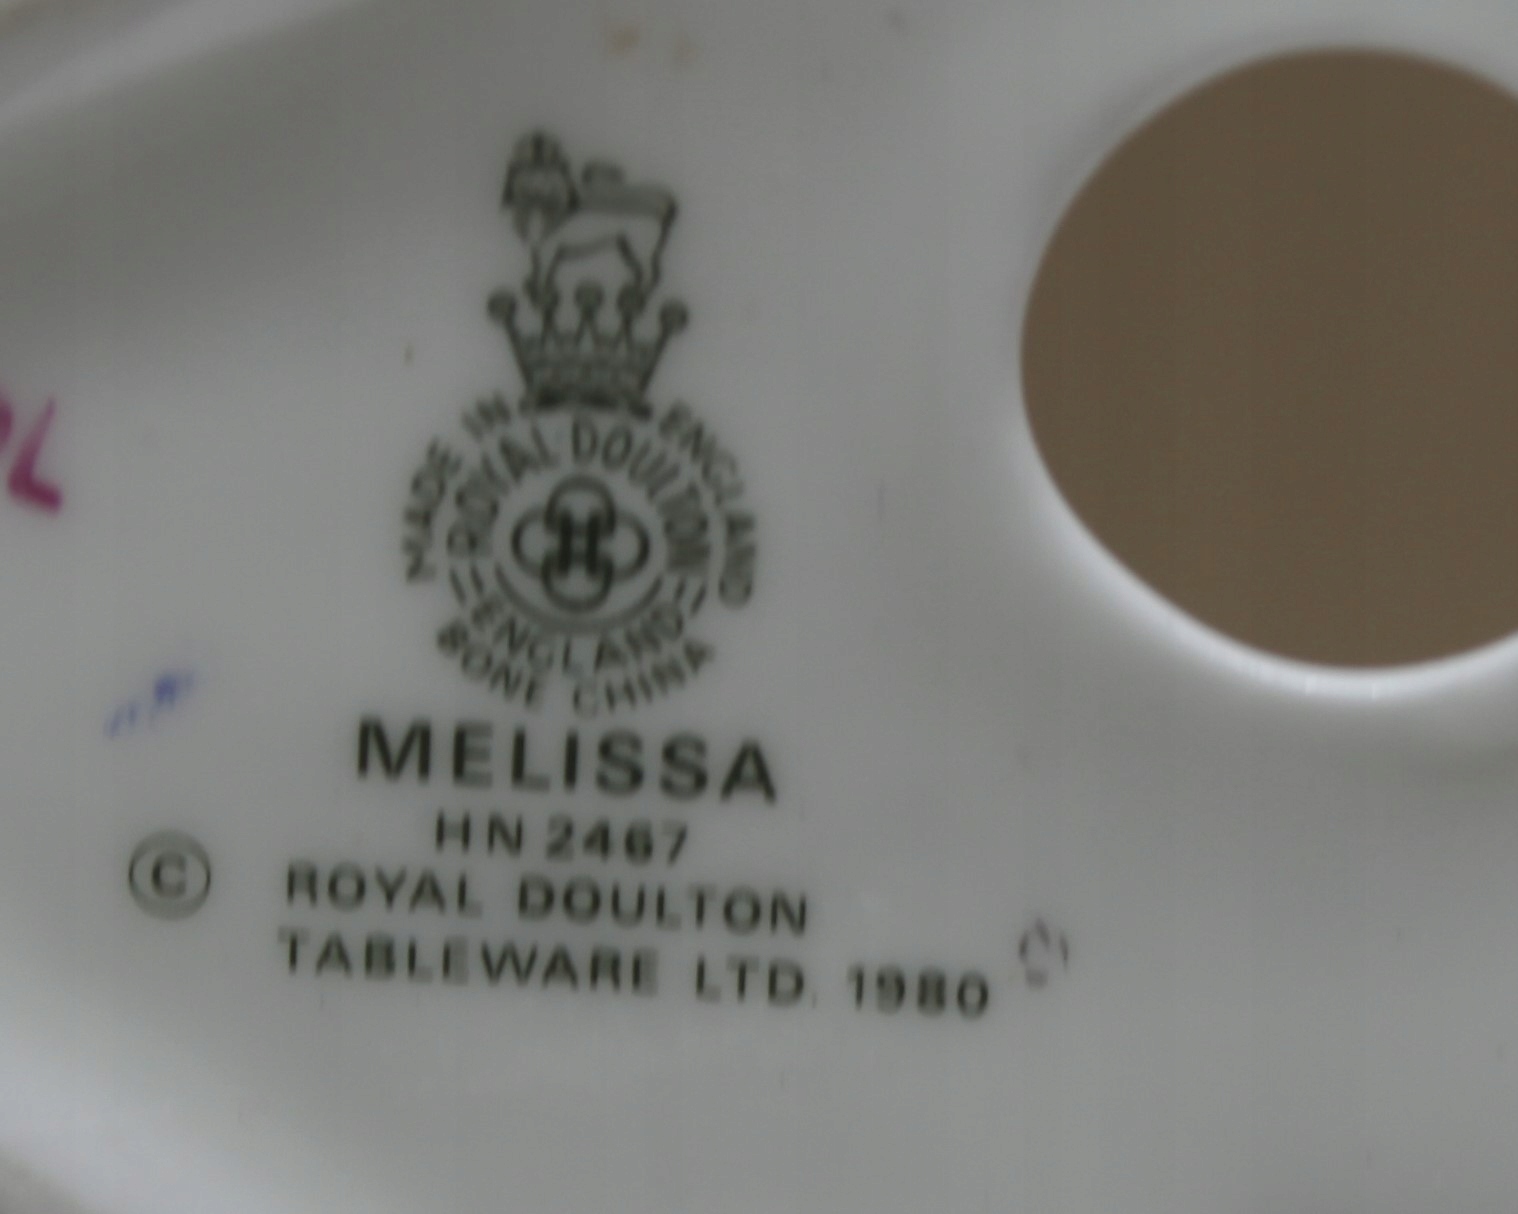 MADE IN ENGLAND
ROYAL DOULTON
ENGLAND
BONE CHINA
MELISSA
HN 2467
© ROYAL DOULTON
TABLEWARE LTD. 1980